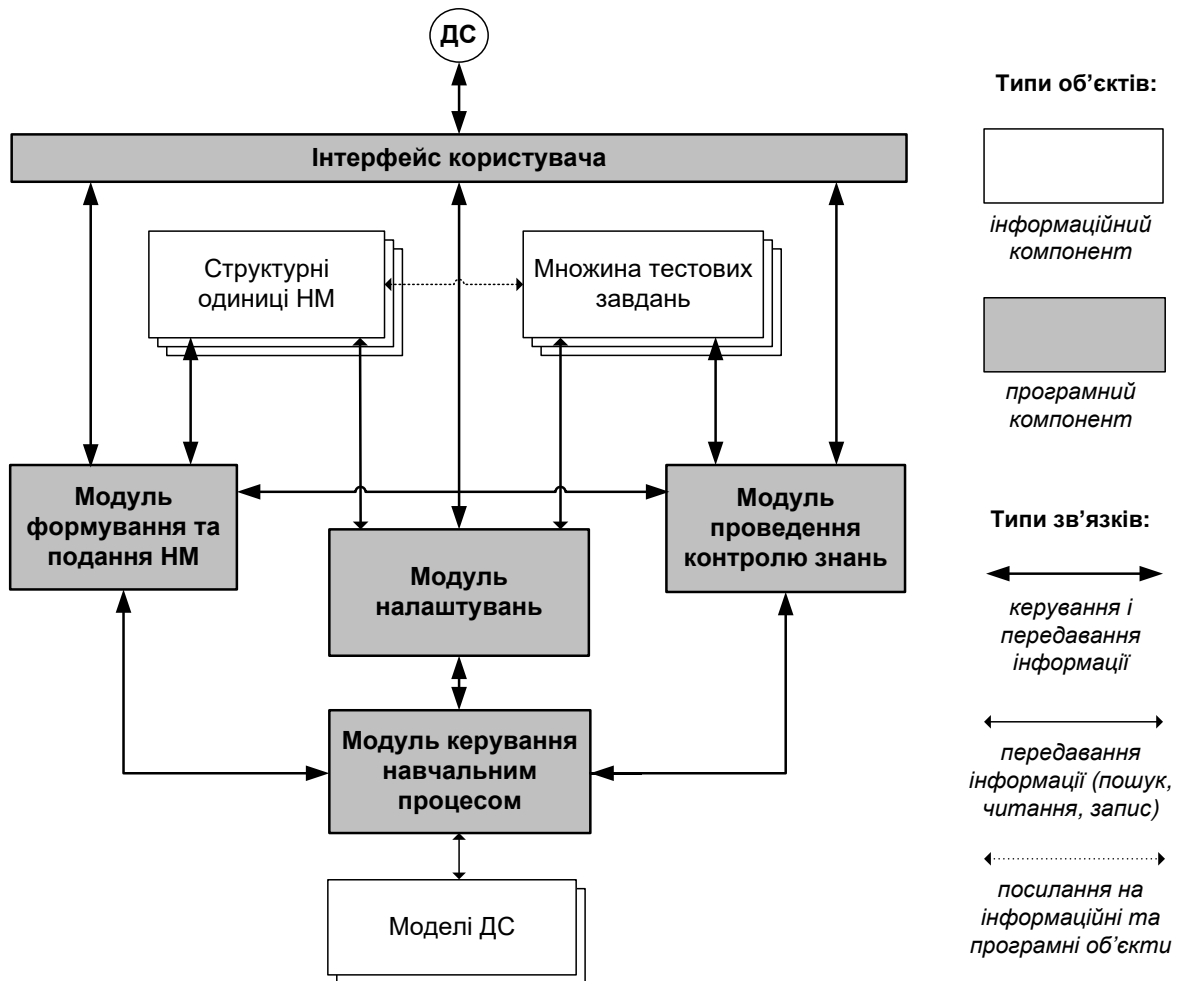 ДС
Інтерфейс користувача
Структурні
одиниці НМ
Множина тестових
завдань
Модуль
формування та
подання НМ
Модуль
налаштувань
Модуль
проведення
контролю знань
Модуль керування
навчальним
процесом
Моделі ДС
Типи об’єктів:
інформаційний
компонент
програмний
компонент
Типи зв’язків:
керування і
передавання
інформації
передавання
інформації (пошук,
читання, запис)
посилання на
інформаційні та
програмні об’єкти